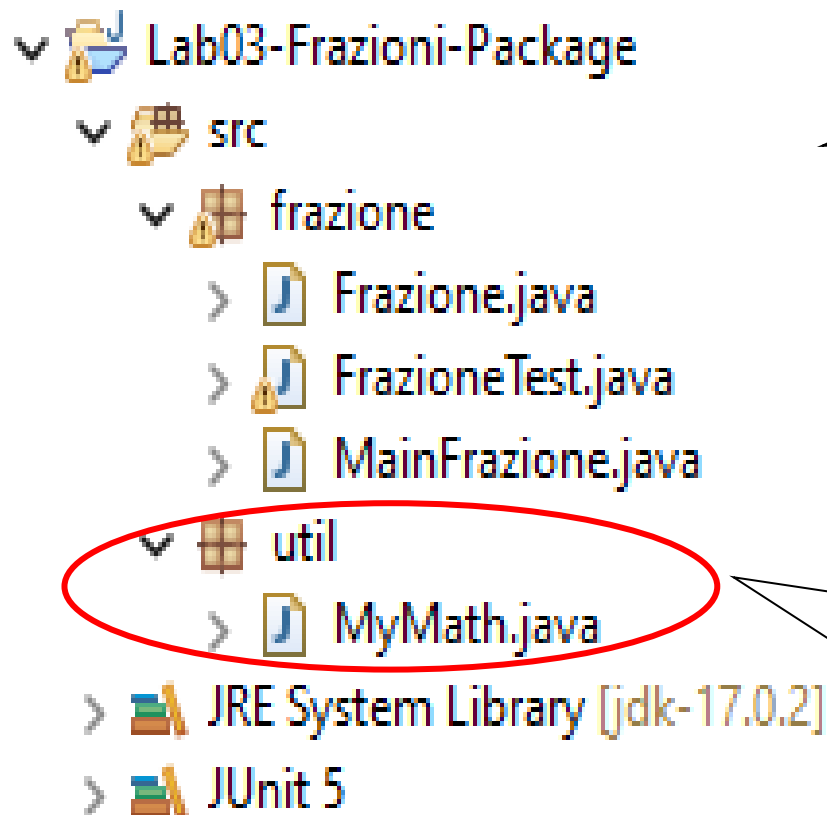 Lab03-Frazioni-Package
src
frazione
Frazione.java
FrazioneTest.java
MainFrazione.java
util
MyMath.java
JRE System Library [jdk-17.0.2]
JUnit 5